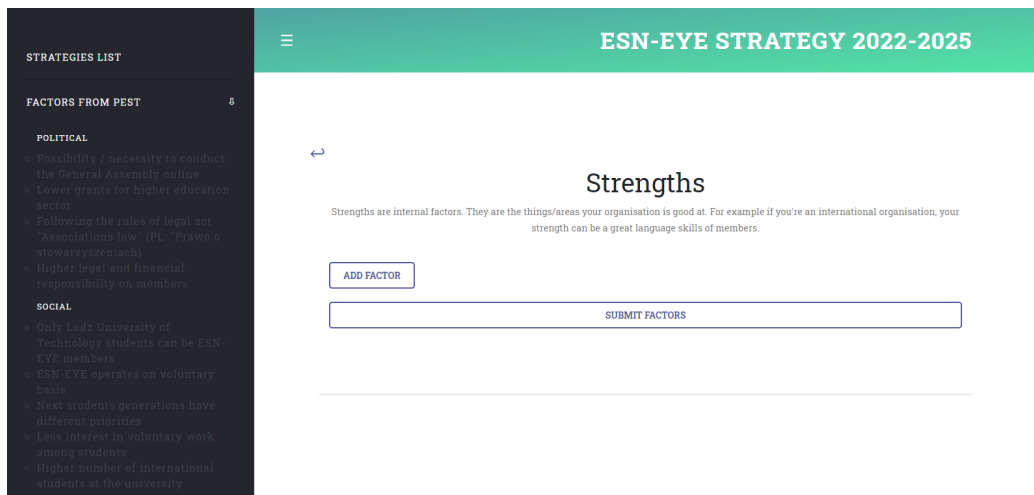 STRATEGIES LIST
FACTORS FROM PEST
POLITICAL
Possibility / necessity to conduct
the General Assembly online
Lower grants for higher education
sector
Following the rules of legal act
"Associations law" (PL: "Prawo o
stowarzyszeniach)
Higher legal and financial
responsibility on members
SOCIAL
Only Lodz University of
Technology students can be ESN-
EYE members
ESN-EYE operates on voluntary
basis
Next students generations have
different priorities
Less interest in voluntary work
among students
Higher number of international
students at the university
ESN-EYE STRATEGY 2022-2025
Strengths
Strengths are internal factors. They are the things/areas your organisation is good at. For example if you're an international organisation, your
strength can be a great language skills of members.
ADD FACTOR
SUBMIT FACTORS